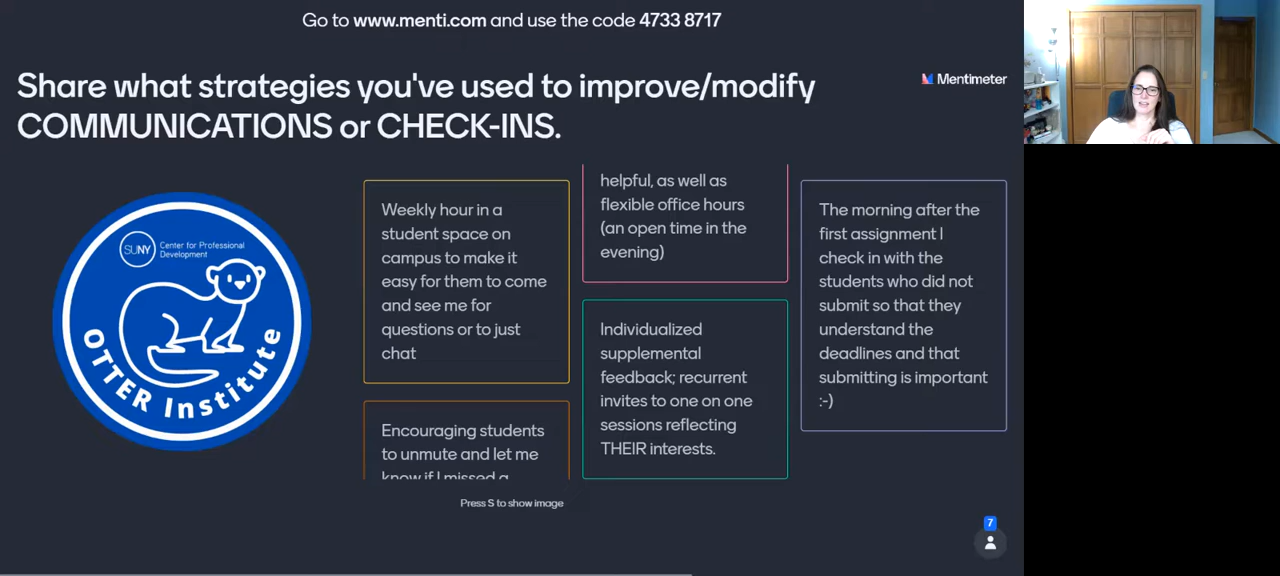 Go to www.menti.com and use the code 4733 8717
Share what strategies you've used to improve/modify
COMMUNICATIONS or CHECK-INS.
Mentimeter
SUNY
Center for Professional
Development
OTTER Institute
Weekly hour in a
student space on
campus to make it
easy for them to come
and see me for
questions or to just
chat
Encouraging students
to unmute and let me
know if I missed a
helpful, as well as
flexible office hours
(an open time in the
evening)
Individualized
supplemental
feedback; recurrent
invites to one on one
sessions reflecting
THEIR interests.
The morning after the
first assignment I
check in with the
students who did not
submit so that they
understand the
deadlines and that
submitting is important
:-)
Press S to show image
7